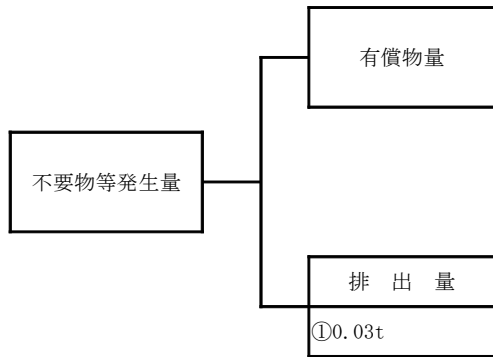 有償物量
不要物等発生量
排　出　量
①0.03t